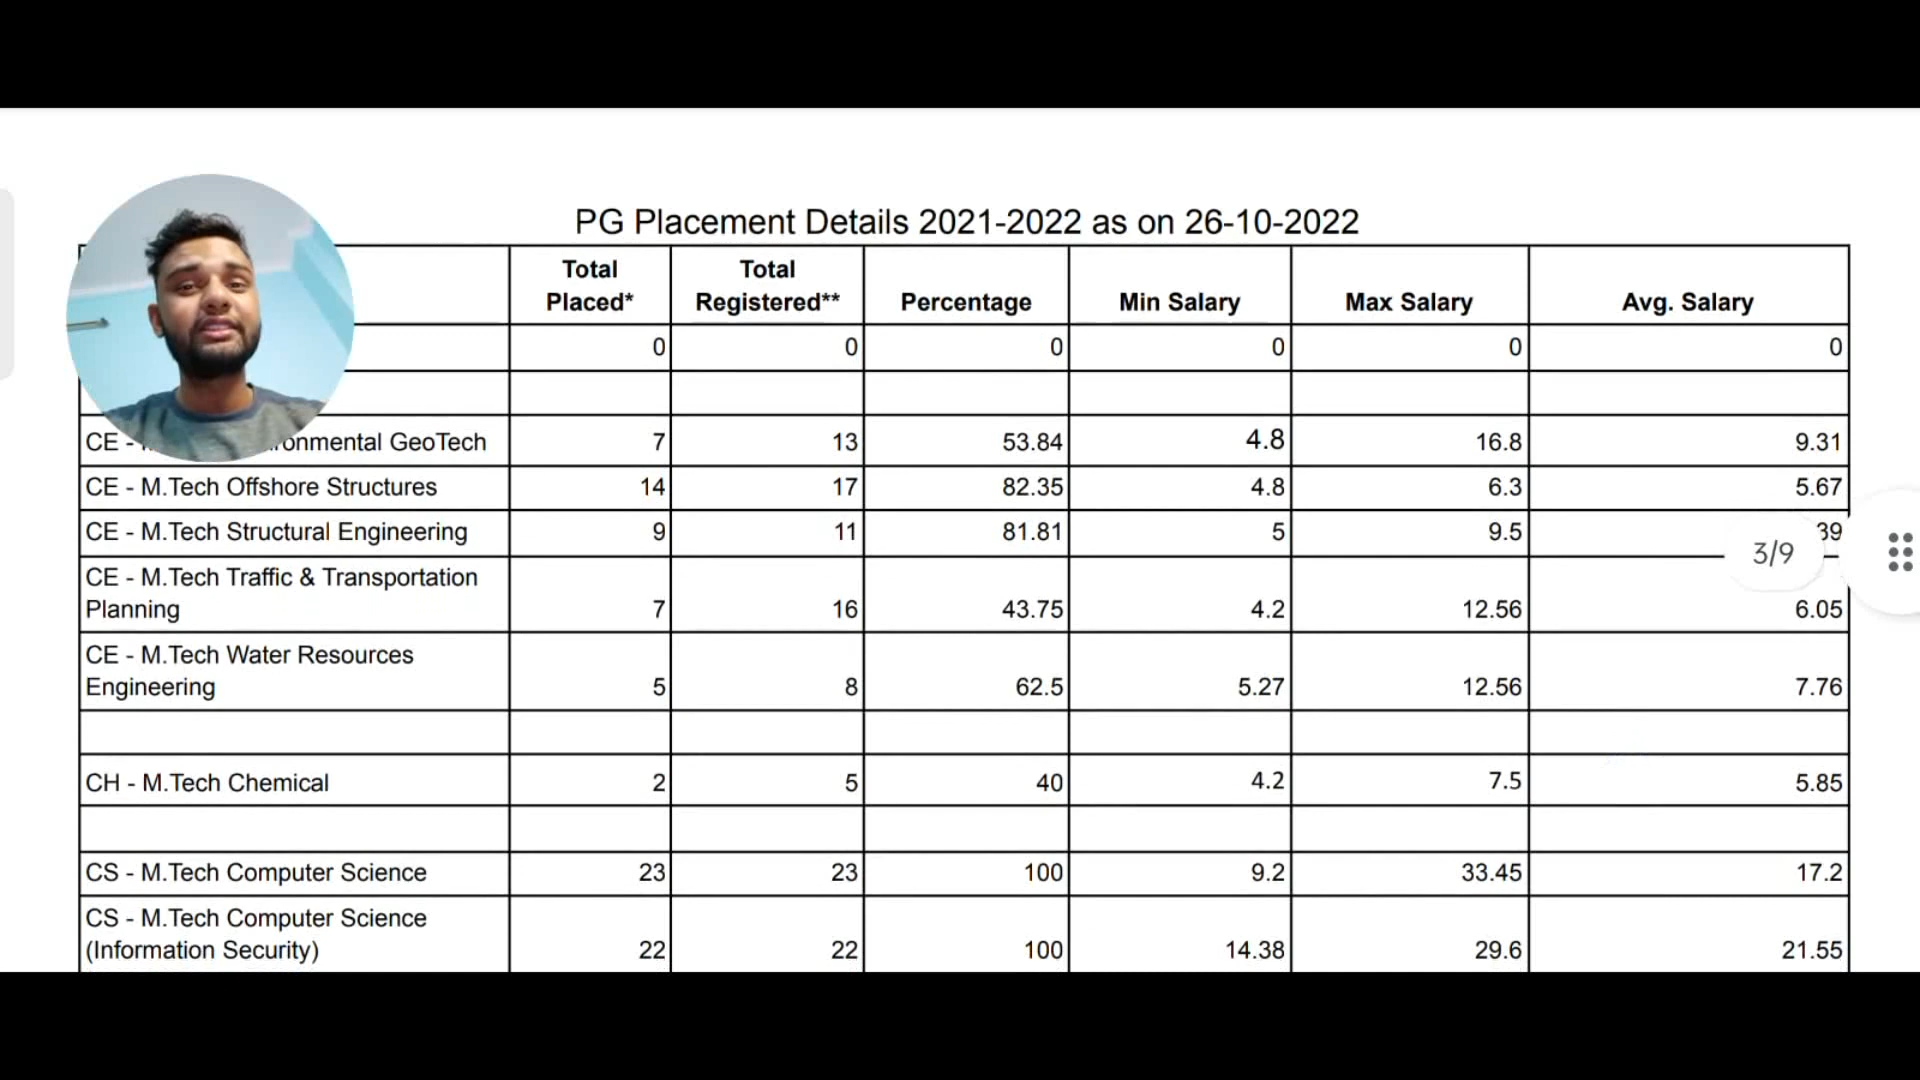 PG Placement Details 2021-2022 as on 26-10-2022
Total Placed* Total Registered** Percentage Min Salary Max Salary Avg. Salary
0 0 0 0 0 0
CE - onmental GeoTech 7 13 53.84 4.8 16.8 9.31
CE - M.Tech Offshore Structures 14 17 82.35 4.8 6.3 5.67
CE - M.Tech Structural Engineering 9 11 81.81 5 9.5 39
3/9
CE - M.Tech Traffic & Transportation
Planning 7 16 43.75 4.2 12.56 6.05
CE - M.Tech Water Resources
Engineering 5 8 62.5 5.27 12.56 7.76
CH - M.Tech Chemical 2 5 40 4.2 7.5 5.85
CS - M.Tech Computer Science 23 23 100 9.2 33.45 17.2
CS - M.Tech Computer Science
(Information Security) 22 22 100 14.38 29.6 21.55